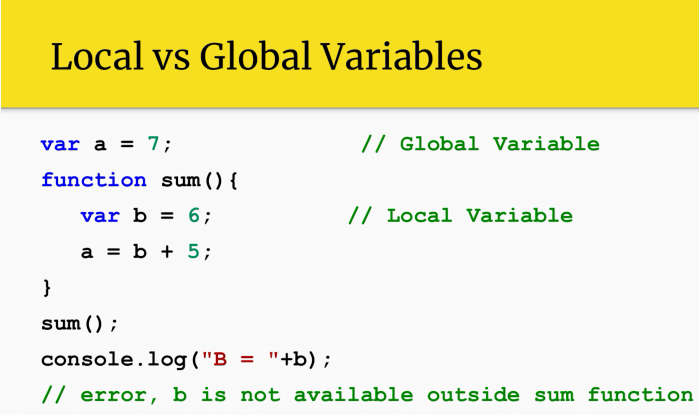 Local vs Global Variables
var a = 7; // Global Variable
function sum(){
var b = 6; // Local Variable
a = b + 5;
}
sum();
console.log("B = "+b);
// error, b is not available outside sum function